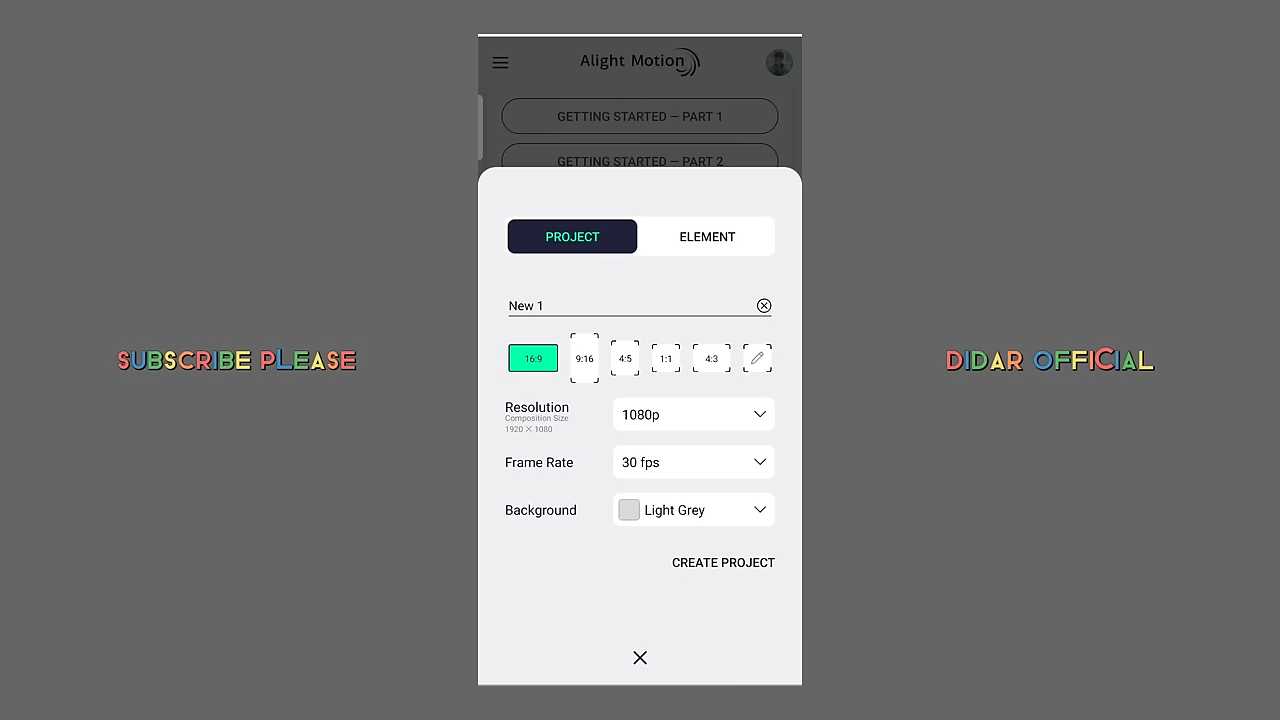 Alight Motion
GETTING STARTED – PART 1
GETTING STARTED – PART 2
PROJECT
ELEMENT
New 1
16:9
9:16
4:5
1:1
4:3
Resolution
Composition Size
1920 × 1080
1080p
Frame Rate
30 fps
Background
Light Grey
CREATE PROJECT
SUBSCRIBE PLEASE
DIDAR OFFICIAL